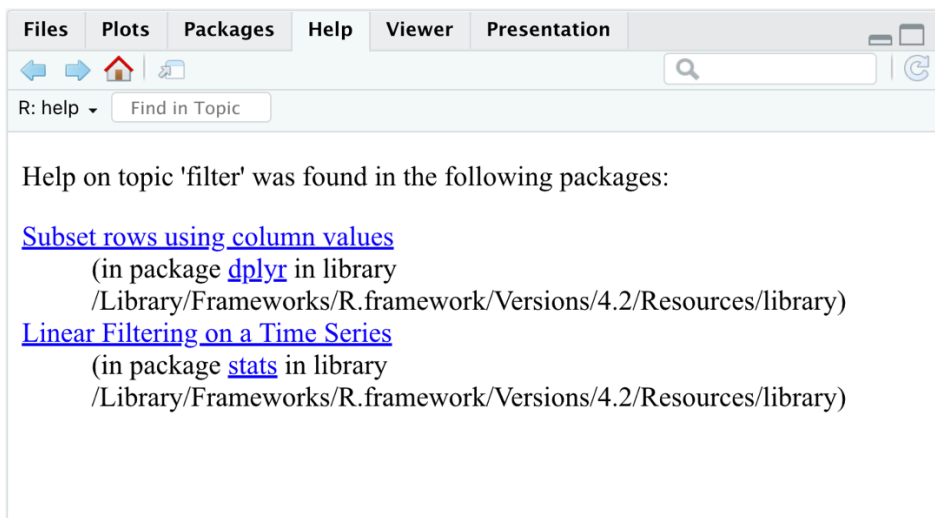 Files Plots Packages Help Viewer Presentation
R: help Find in Topic
Help on topic 'filter' was found in the following packages:
Subset rows using column values
(in package dplyr in library
/Library/Frameworks/R.framework/Versions/4.2/Resources/library)
Linear Filtering on a Time Series
(in package stats in library
/Library/Frameworks/R.framework/Versions/4.2/Resources/library)